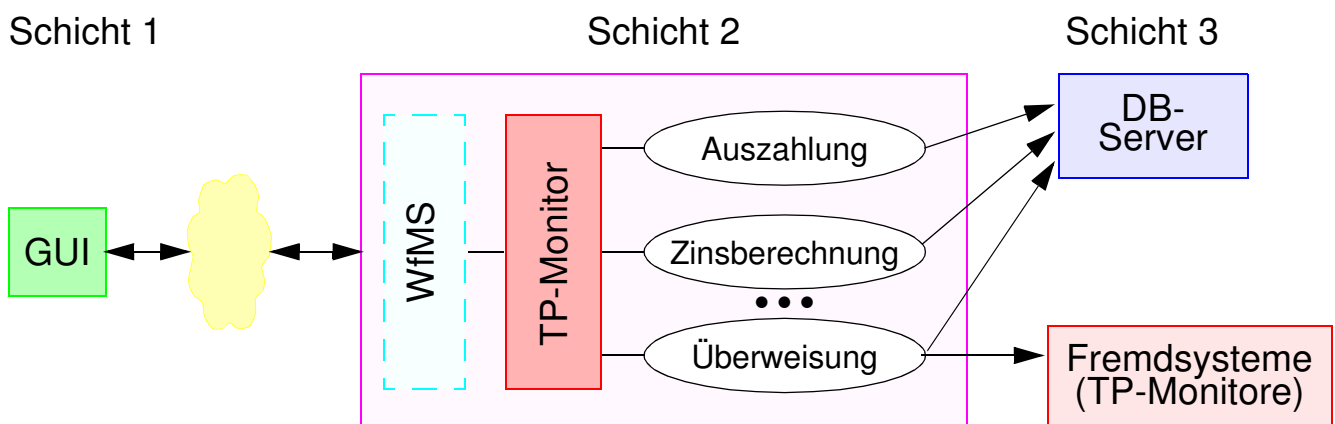 Schicht 1
Schicht 2
Schicht 3
GUI
WfMS
TP-Monitor
Auszahlung
Zinsberechnung
Überweisung
DB-
Server
Fremdsysteme
(TP-Monitore)